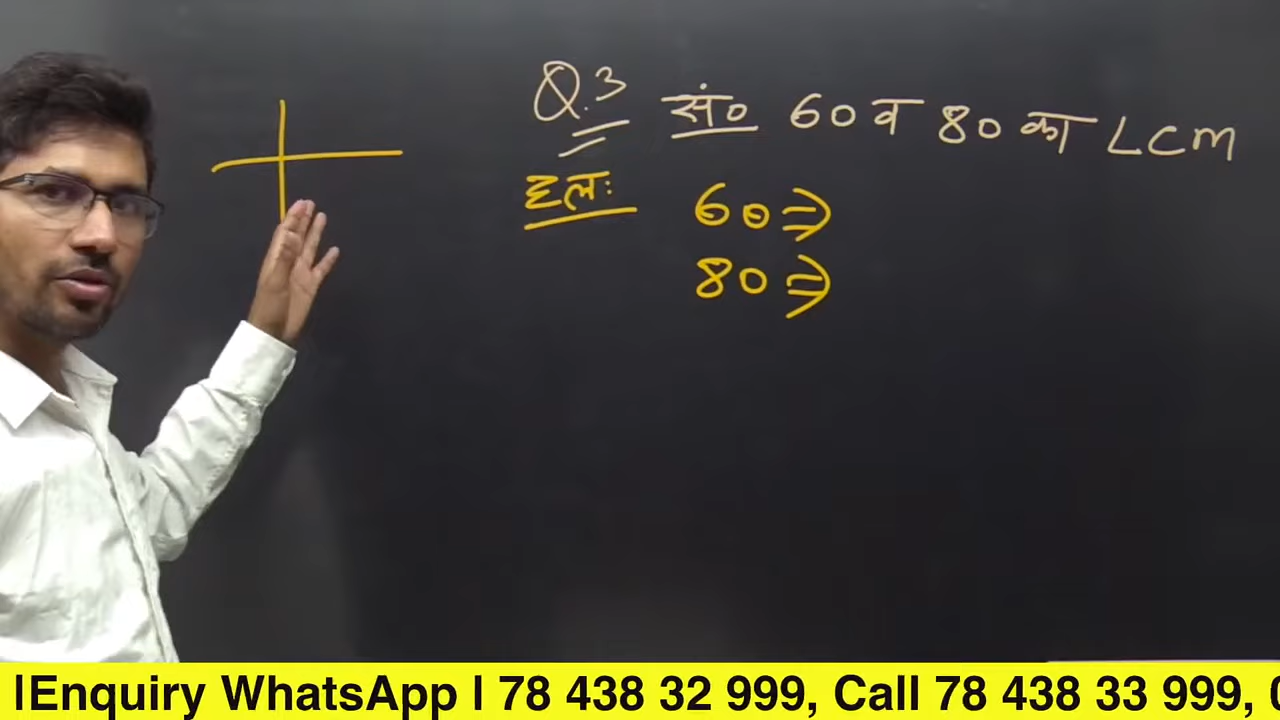 Q.3 सं० 60 व 80 का LCM
हल:
60 ⇒
80 ⇒
|Enquiry WhatsApp | 78 438 32 999, Call 78 438 33 999,